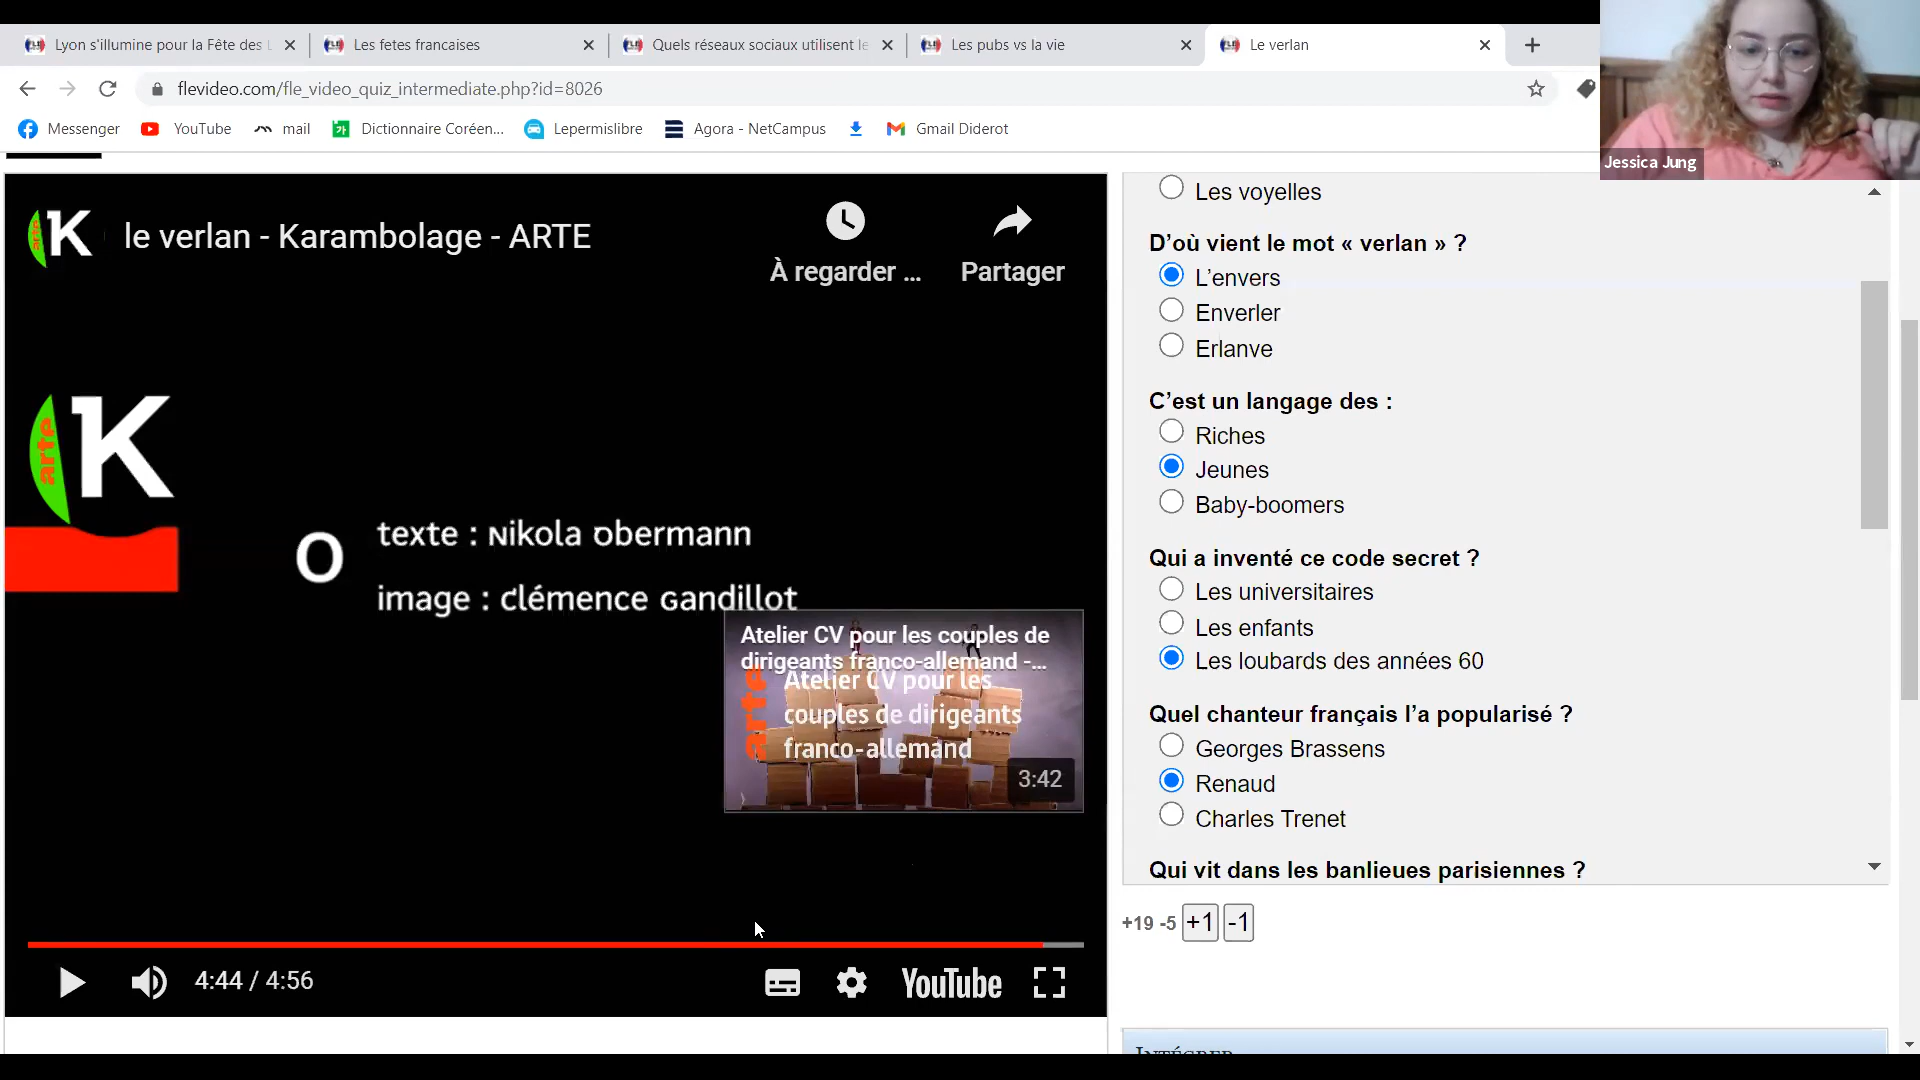 Lyon s'illumine pour la Fête des L
Les fetes francaises
Quels réseaux sociaux utilisent le
Les pubs vs la vie
Le verlan
flevideo.com/fle_video_quiz_intermediate.php?id=8026
Messenger
YouTube
mail
Dictionnaire Coréen...
Lepermislibre
Agora - NetCampus
Gmail Diderot
Jessica Jung
arte K
le verlan - Karambolage - ARTE
À regarder ...
Partager
arte K
o
texte : Nikola Obermann
image : Clémence Gandillot
Atelier CV pour les couples de
dirigeants franco-allemand -...
arte
Atelier CV pour les
couples de dirigeants
franco-allemand
3:42
4:44 / 4:56
YouTube
Les voyelles
D'où vient le mot « verlan » ?
L'envers
Enverler
Erlanve
C'est un langage des :
Riches
Jeunes
Baby-boomers
Qui a inventé ce code secret ?
Les universitaires
Les enfants
Les loubards des années 60
Quel chanteur français l'a popularisé ?
Georges Brassens
Renaud
Charles Trenet
Qui vit dans les banlieues parisiennes ?
+19 -5 +1 -1
INTÉGRER